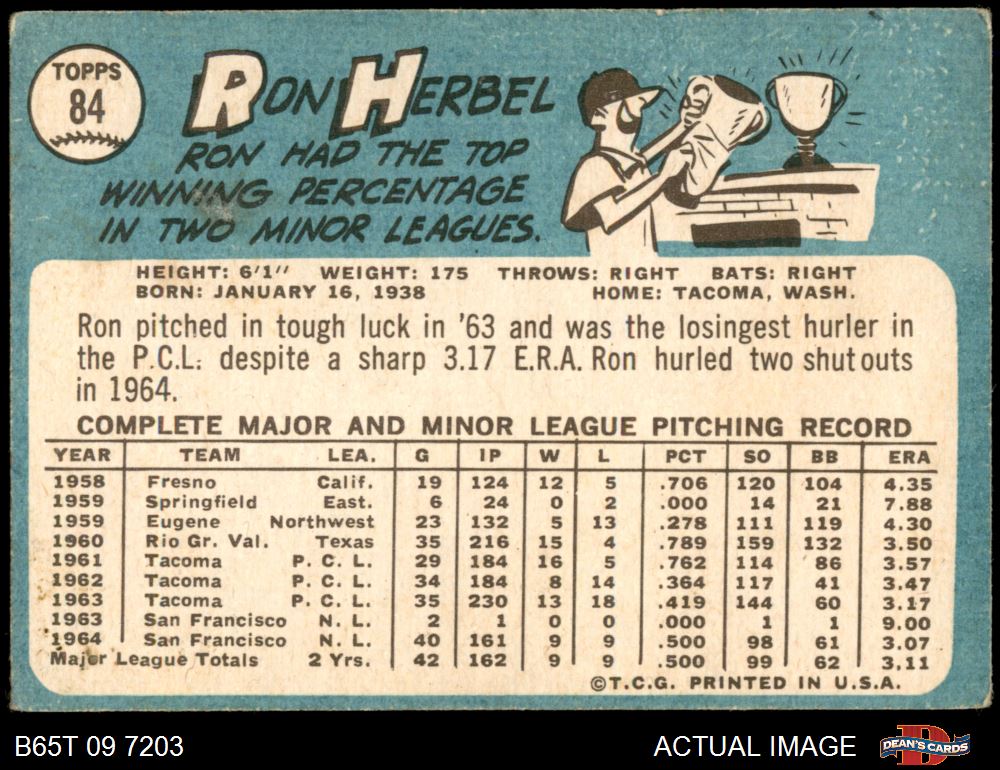 TOPPS
84
RON HERBEL
RON HAD THE TOP
WINNING PERCENTAGE
IN TWO MINOR LEAGUES.
HEIGHT: 6'1" WEIGHT: 175 THROWS: RIGHT BATS: RIGHT
BORN: JANUARY 16, 1938 HOME: TACOMA, WASH.
Ron pitched in tough luck in '63 and was the losingest hurler in
the P.C.L. despite a sharp 3.17 E.R.A. Ron hurled two shutouts
in 1964.
COMPLETE MAJOR AND MINOR LEAGUE PITCHING RECORD
YEAR TEAM LEA. G IP W L PCT SO BB ERA
1958 Fresno Calif. 19 124 12 5 .706 120 104 4.35
1959 Springfield East. 6 24 0 2 .000 14 21 7.88
1959 Eugene Northwest 23 132 5 13 .278 111 119 4.30
1960 Rio Gr. Val. Texas 35 216 15 4 .789 159 132 3.50
1961 Tacoma P. C. L. 29 184 16 5 .762 114 86 3.57
1962 Tacoma P. C. L. 34 184 8 14 .364 117 41 3.47
1963 Tacoma P. C. L. 35 230 13 18 .419 144 60 3.17
1963 San Francisco N. L. 2 1 0 0 .000 1 1 9.00
1964 San Francisco N. L. 40 161 9 9 .500 98 61 3.07
Major League Totals 2 Yrs. 42 162 9 9 .500 99 62 3.11
©T.C.G. PRINTED IN U.S.A.
B65T 09 7203 ACTUAL IMAGE D DEAN'S CARDS